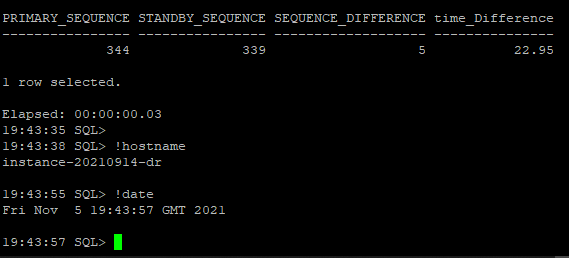 PRIMARY_SEQUENCE STANDBY_SEQUENCE SEQUENCE_DIFFERENCE time_Difference
---------------- ---------------- ------------------- ---------------
             344              339                   5           22.95
1 row selected.
Elapsed: 00:00:00.03
19:43:35 SQL>
19:43:38 SQL> !hostname
instance-20210914-dr
19:43:55 SQL> !date
Fri Nov  5 19:43:57 GMT 2021
19:43:57 SQL>